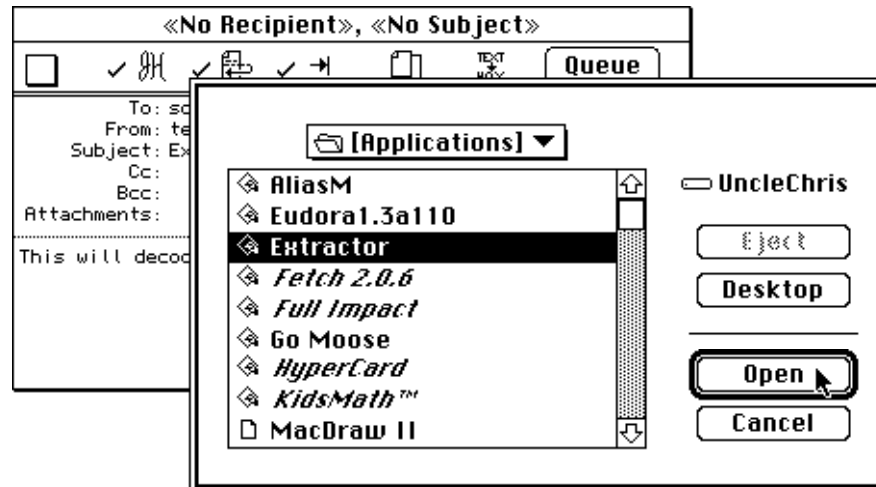 «No Recipient», «No Subject»
TEXT
Queue
To: sc
From: te
Subject: Ex
Cc:
Bcc:
Attachments:
This will decod
[Applications]
AliasM
Eudora1.3a110
Extractor
Fetch 2.0.6
Full Impact
Go Moose
HyperCard
KidsMath™
MacDraw II
UncleChris
Eject
Desktop
Open
Cancel